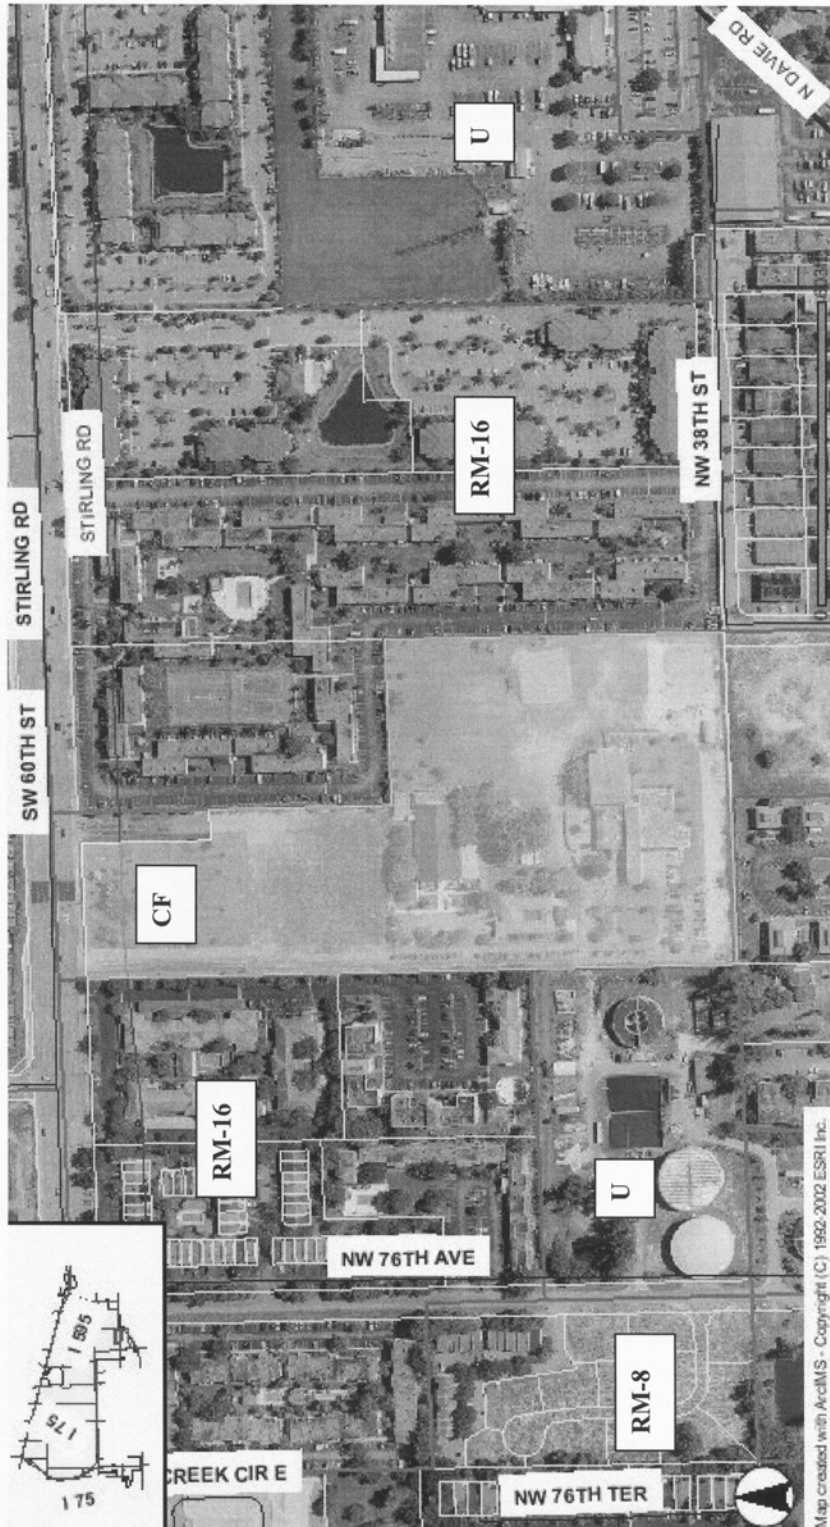 SW 60TH ST
STIRLING RD
STIRLING RD
CF
RM-16
RM-16
U
U
RM-8
NW 76TH AVE
NW 38TH ST
N DAVIE RD
CREEK CIR E
NW 76TH TER
I 75
I 75
I 595
Map created with ArcIMS - Copyright (C) 1992-2002 ESRI Inc.